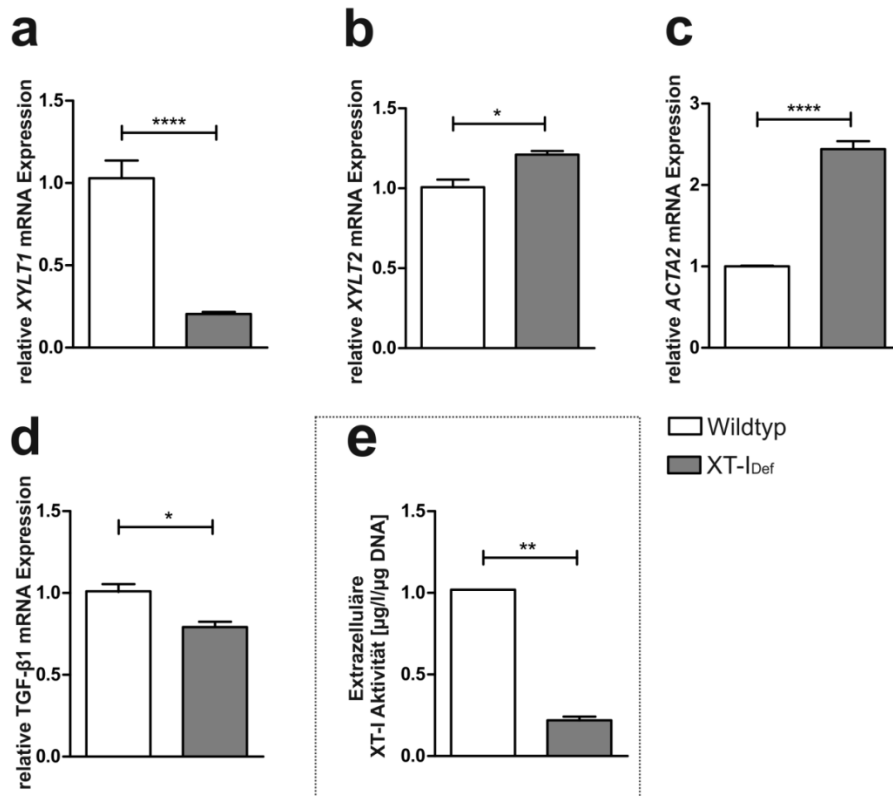 a
relative XYLT1 mRNA Expression
1.5
1.0
0.5
0.0
****
b
relative XYLT2 mRNA Expression
1.5
1.0
0.5
0.0
*
c
relative ACTA2 mRNA Expression
3
2
1
0
****
Wildtyp
XT-IDef
d
relative TGF-β1 mRNA Expression
1.5
1.0
0.5
0.0
*
e
Extrazelluläre
XT-I Aktivität [µg/l/µg DNA]
1.5
1.0
0.5
0.0
**